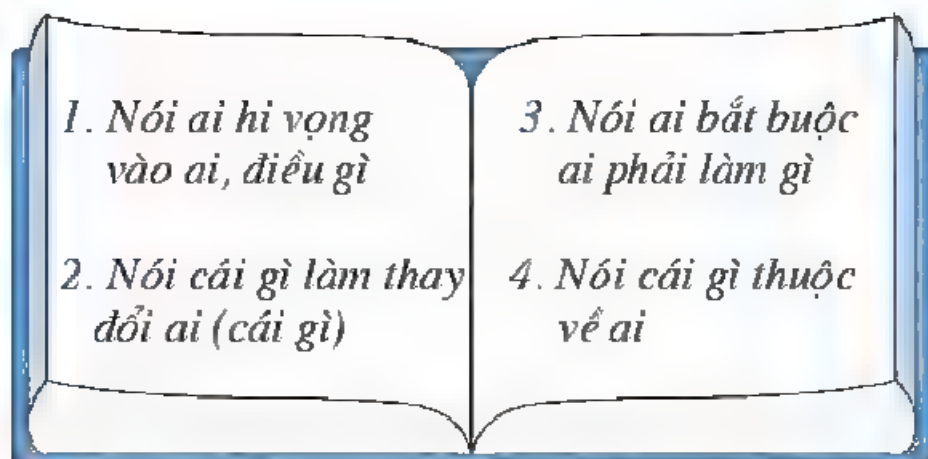 1. Nói ai hi vọng
vào ai, điều gì
2. Nói cái gì làm thay
đổi ai (cái gì)
3. Nói ai bắt buộc
ai phải làm gì
4. Nói cái gì thuộc
về ai